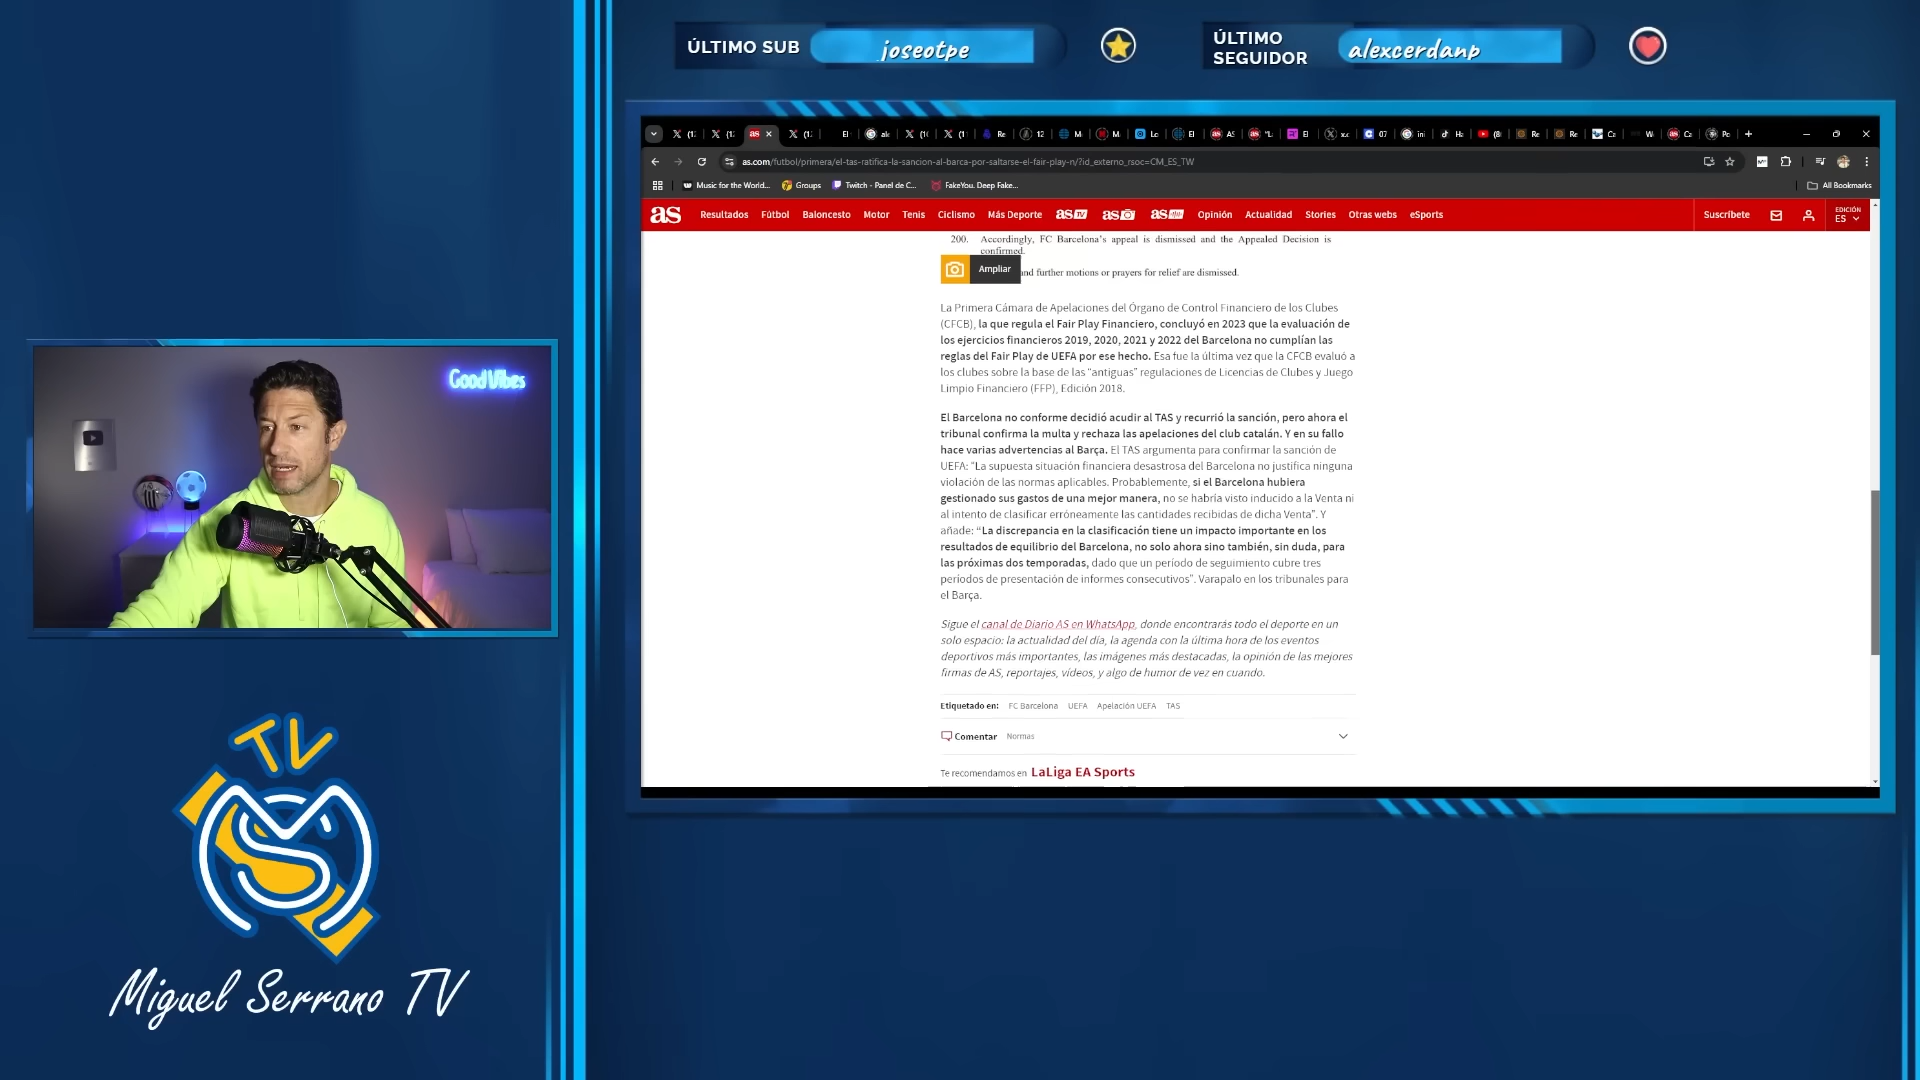 ÚLTIMO SUB
joseotpe
ÚLTIMO
SEGUIDOR
alexcerdanp
as.com/futbol/primera/el-tas-ratifica-la-sancion-al-barca-por-saltarse-el-fair-play-n/?id_externo_rsoc=CM_ES_TW
Music for the World...
Groups
Twitch - Panel de C...
FakeYou. Deep Fake...
All Bookmarks
as
Resultados
Fútbol
Baloncesto
Motor
Tenis
Ciclismo
Más Deporte
as TV
as
as
Opinión
Actualidad
Stories
Otras webs
eSports
Suscríbete
EDICIÓN
ES
200. Accordingly, FC Barcelona's appeal is dismissed and the Appealed Decision is
confirmed.
Ampliar
and further motions or prayers for relief are dismissed.
La Primera Cámara de Apelaciones del Órgano de Control Financiero de los Clubes
(CFCB), la que regula el Fair Play Financiero, concluyó en 2023 que la evaluación de
los ejercicios financieros 2019, 2020, 2021 y 2022 del Barcelona no cumplían las
reglas del Fair Play de UEFA por ese hecho. Esa fue la última vez que la CFCB evaluó a
los clubes sobre la base de las “antiguas” regulaciones de Licencias de Clubes y Juego
Limpio Financiero (FFP), Edición 2018.
El Barcelona no conforme decidió acudir al TAS y recurrió la sanción, pero ahora el
tribunal confirma la multa y rechaza las apelaciones del club catalán. Y en su fallo
hace varias advertencias al Barça. El TAS argumenta para confirmar la sanción de
UEFA: “La supuesta situación financiera desastrosa del Barcelona no justifica ninguna
violación de las normas aplicables. Probablemente, si el Barcelona hubiera
gestionado sus gastos de una mejor manera, no se habría visto inducido a la Venta ni
al intento de clasificar erróneamente las cantidades recibidas de dicha Venta”. Y
añade: “La discrepancia en la clasificación tiene un impacto importante en los
resultados de equilibrio del Barcelona, no solo ahora sino también, sin duda, para
las próximas dos temporadas, dado que un período de seguimiento cubre tres
periodos de presentación de informes consecutivos”. Varapalo en los tribunales para
el Barça.
Sigue el canal de Diario AS en WhatsApp, donde encontrarás todo el deporte en un
solo espacio: la actualidad del día, la agenda con la última hora de los eventos
deportivos más importantes, las imágenes más destacadas, la opinión de las mejores
firmas de AS, reportajes, vídeos, y algo de humor de vez en cuando.
Etiquetado en: FC Barcelona UEFA Apelación UEFA TAS
Comentar Normas
Te recomendamos en LaLiga EA Sports
Good Vibes
TV
Miguel Serrano TV